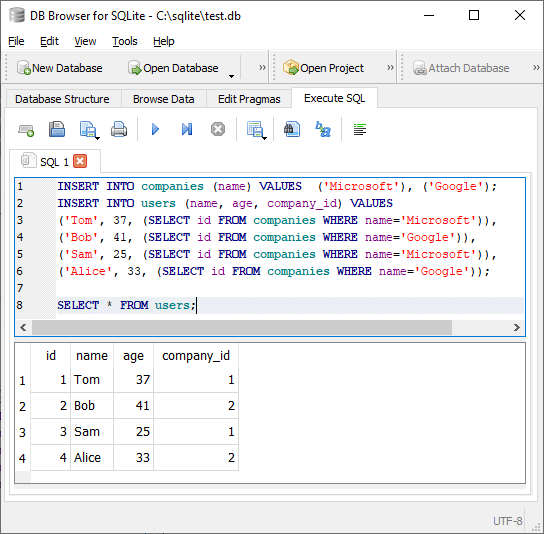 DB Browser for SQLite - C:\sqlite\test.db
File Edit View Tools Help
New Database Open Database » Open Project » Attach Database »
Database Structure Browse Data Edit Pragmas Execute SQL
SQL 1
1 INSERT INTO companies (name) VALUES  ('Microsoft'), ('Google');
2 INSERT INTO users (name, age, company_id) VALUES
3 ('Tom', 37, (SELECT id FROM companies WHERE name='Microsoft')),
4 ('Bob', 41, (SELECT id FROM companies WHERE name='Google')),
5 ('Sam', 25, (SELECT id FROM companies WHERE name='Microsoft')),
6 ('Alice', 33, (SELECT id FROM companies WHERE name='Google'));
7
8 SELECT * FROM users;
id name age company_id
1 1 Tom 37 1
2 2 Bob 41 2
3 3 Sam 25 1
4 4 Alice 33 2
UTF-8